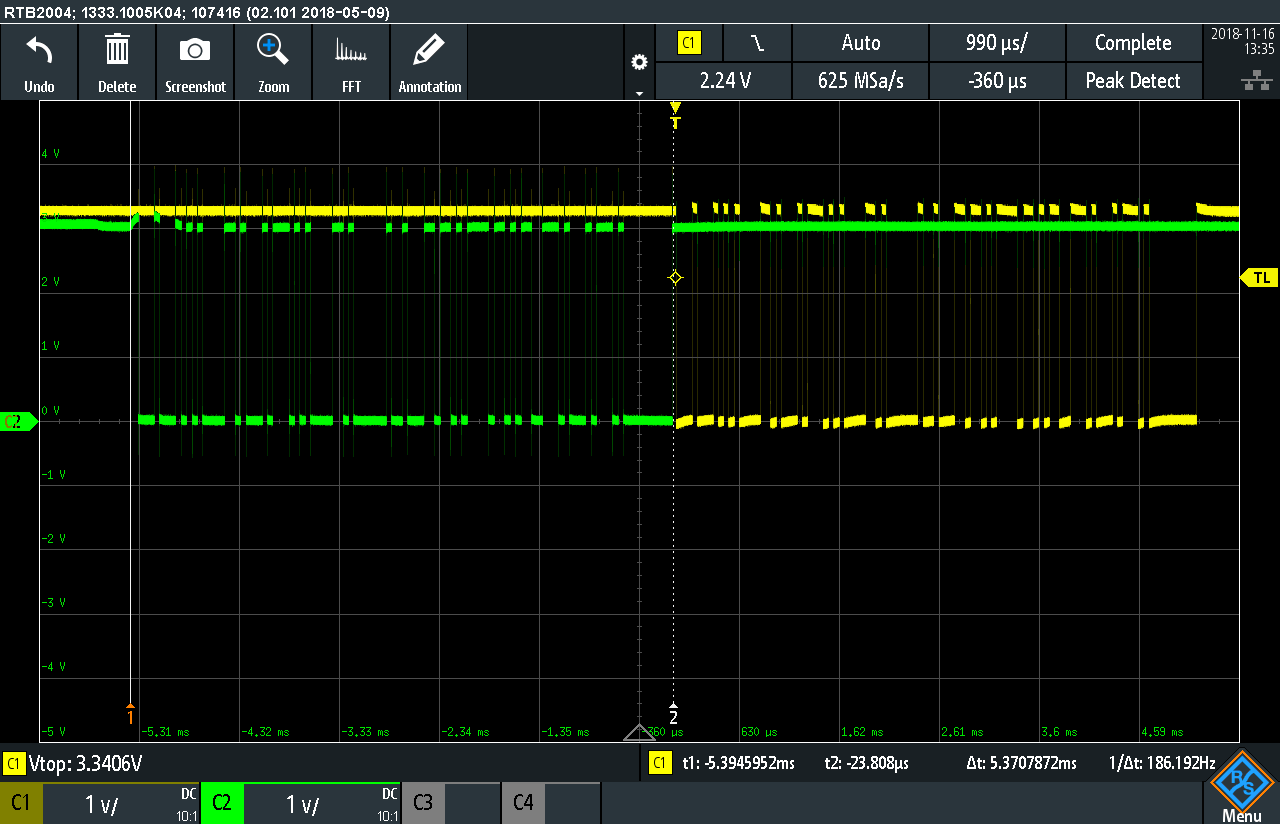 RTB2004; 1333.1005K04; 107416 (02.101 2018-05-09)
Undo
Delete
Screenshot
Zoom
FFT
Annotation
C1
Auto
990 µs/
Complete
2.24 V
625 MSa/s
-360 µs
Peak Detect
2018-11-16
13:35
T
4 V
2 V
1 V
0 V
-1 V
-2 V
-3 V
-4 V
-5 V
TL
C2
1
2
-5,31 ms
-4,32 ms
-3,33 ms
-2,34 ms
-1,35 ms
-360 µs
630 µs
1,62 ms
2,61 ms
3,6 ms
4,59 ms
C1 Vtop: 3.3406V
C1 t1: -5.3945952ms t2: -23.808µs Δt: 5.3707872ms 1/Δt: 186.192Hz
C1 1 V/ DC 10:1
C2 1 V/ DC 10:1
C3
C4
R S
Menu